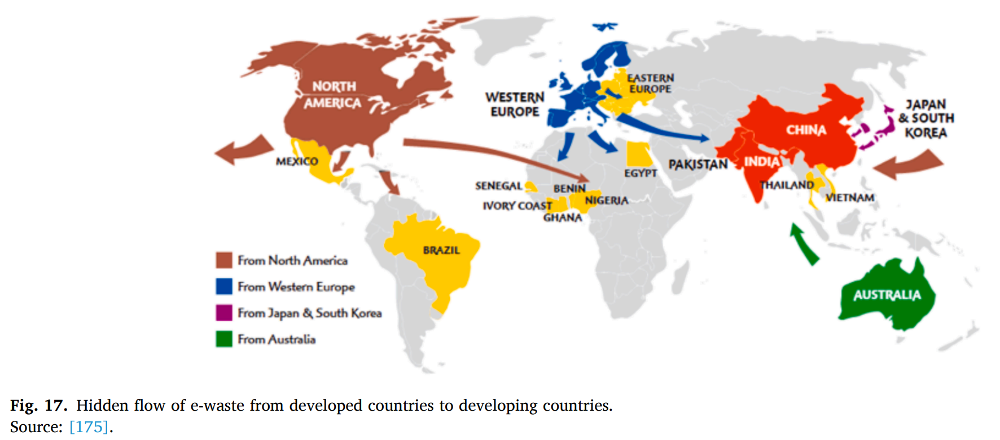 NORTH
AMERICA
WESTERN
EUROPE
EASTERN
EUROPE
JAPAN
& SOUTH
KOREA
CHINA
MEXICO
PAKISTAN
INDIA
EGYPT
SENEGAL
BENIN
THAILAND
IVORY COAST
NIGERIA
VIETNAM
GHANA
BRAZIL
AUSTRALIA
From North America
From Western Europe
From Japan & South Korea
From Australia
Fig. 17. Hidden flow of e-waste from developed countries to developing countries.
Source: [175].